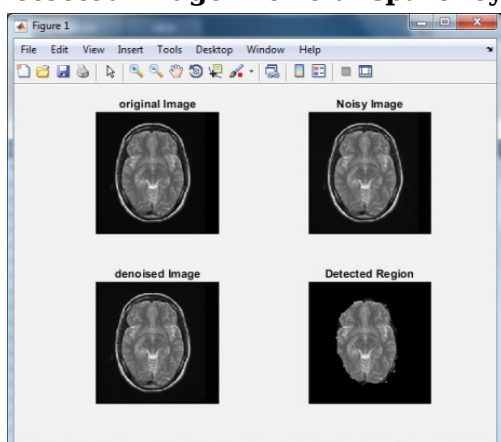 Figure 1
File Edit View Insert Tools Desktop Window Help
original Image
Noisy Image
denoised Image
Detected Region